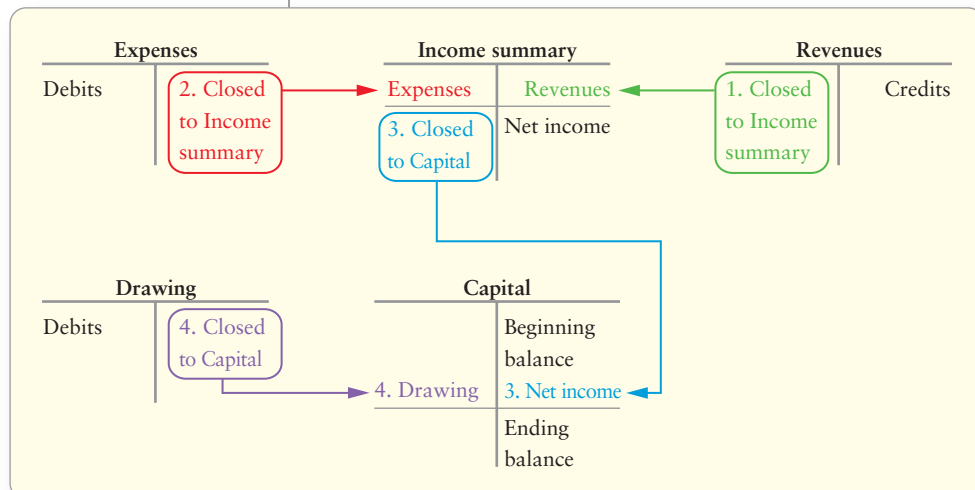 Expenses
Income summary
Revenues
Debits
2. Closed
to Income
summary
Expenses
Revenues
3. Closed
to Capital
Net income
1. Closed
to Income
summary
Credits
Drawing
Capital
Debits
4. Closed
to Capital
Beginning
balance
4. Drawing
3. Net income
Ending
balance